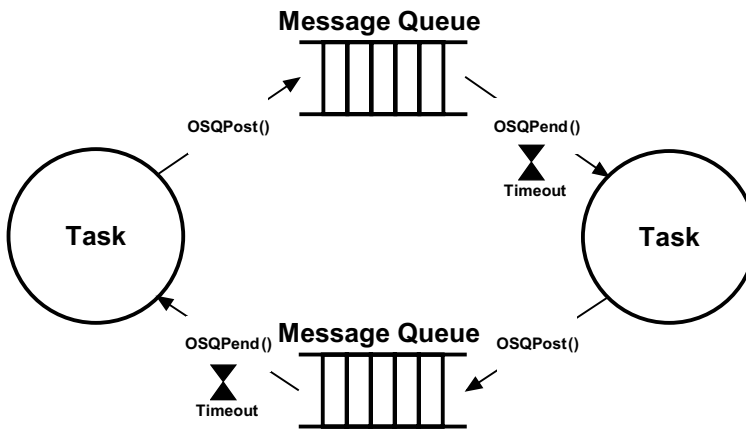 Message Queue
OSQPost()
OSQPend()
Timeout
Task
Task
Message Queue
OSQPend()
OSQPost()
Timeout